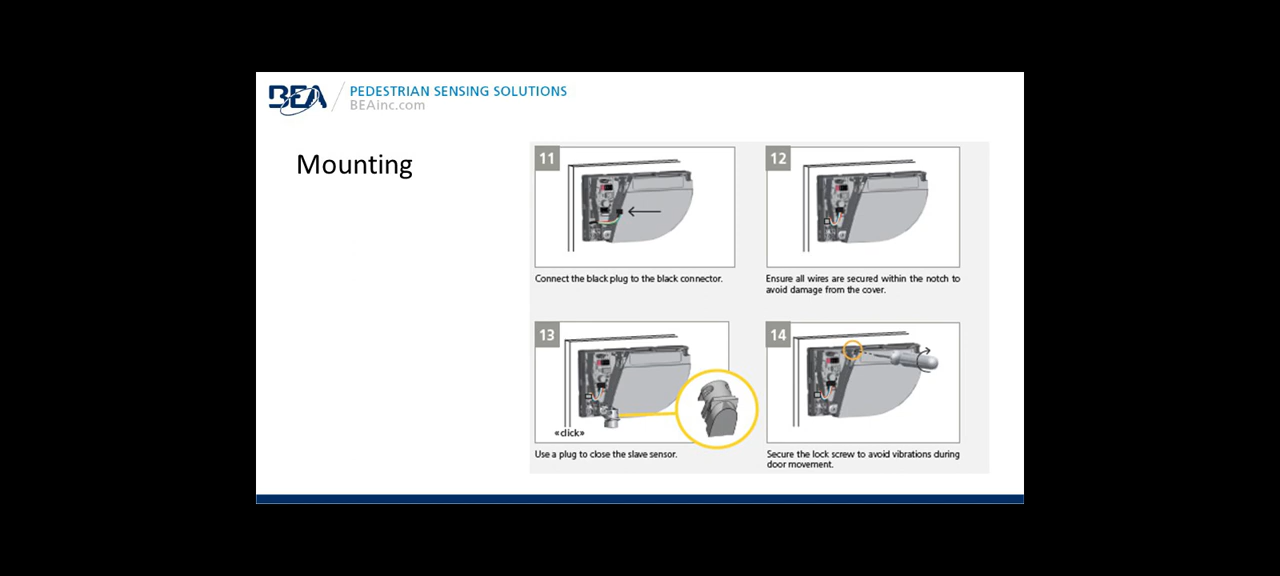 BEA
PEDESTRIAN SENSING SOLUTIONS
BEAinc.com
Mounting
11
Connect the black plug to the black connector.
12
Ensure all wires are secured within the notch to
avoid damage from the cover.
13
«click»
Use a plug to close the slave sensor.
14
Secure the lock screw to avoid vibrations during
door movement.